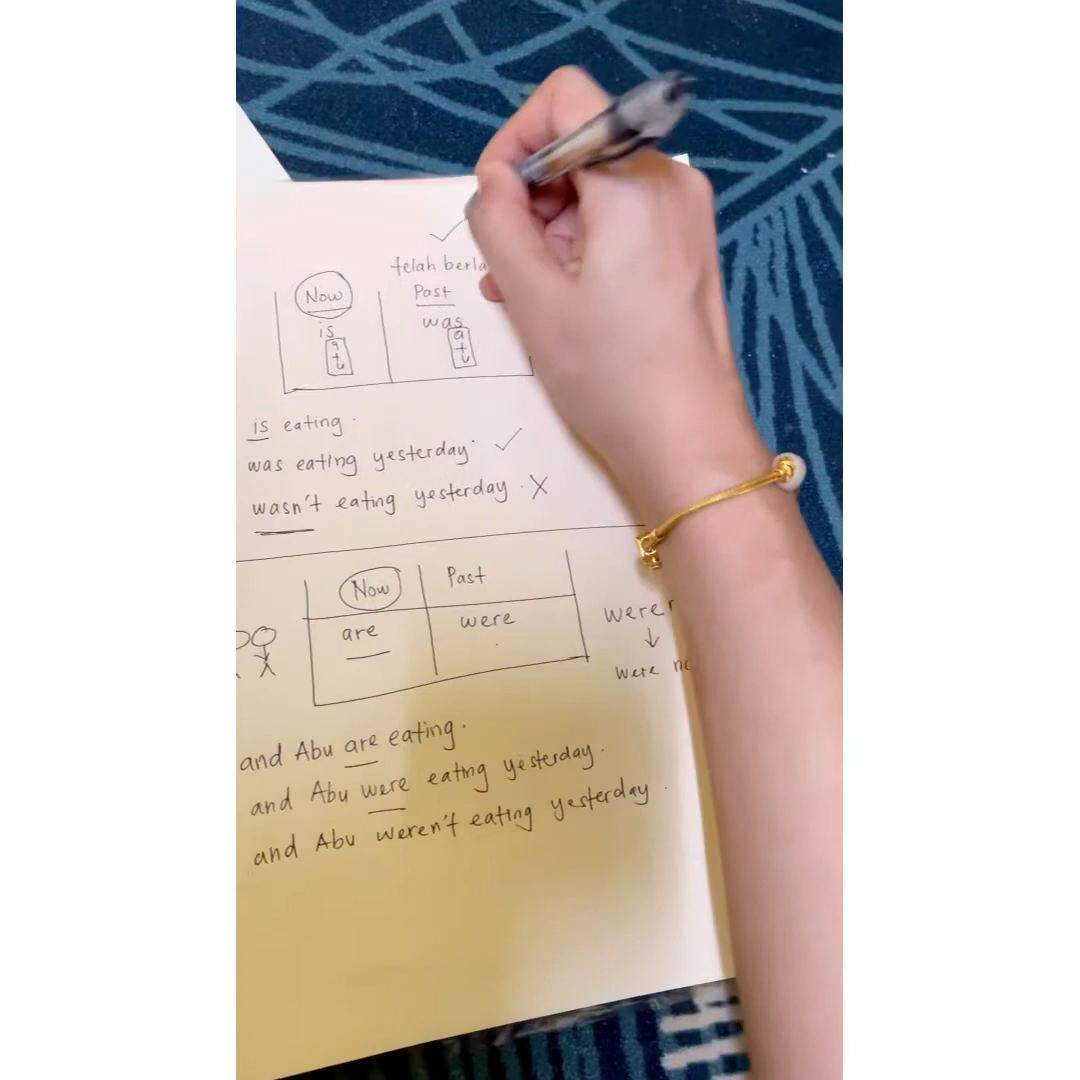 telah
Now Past
is was
a a
t t
u u
is eating.
was eating yesterday.
wasn't eating yesterday. X
Now Past
are were
were
were
and Abu are eating.
and Abu were eating yesterday.
and Abu weren't eating yesterday.